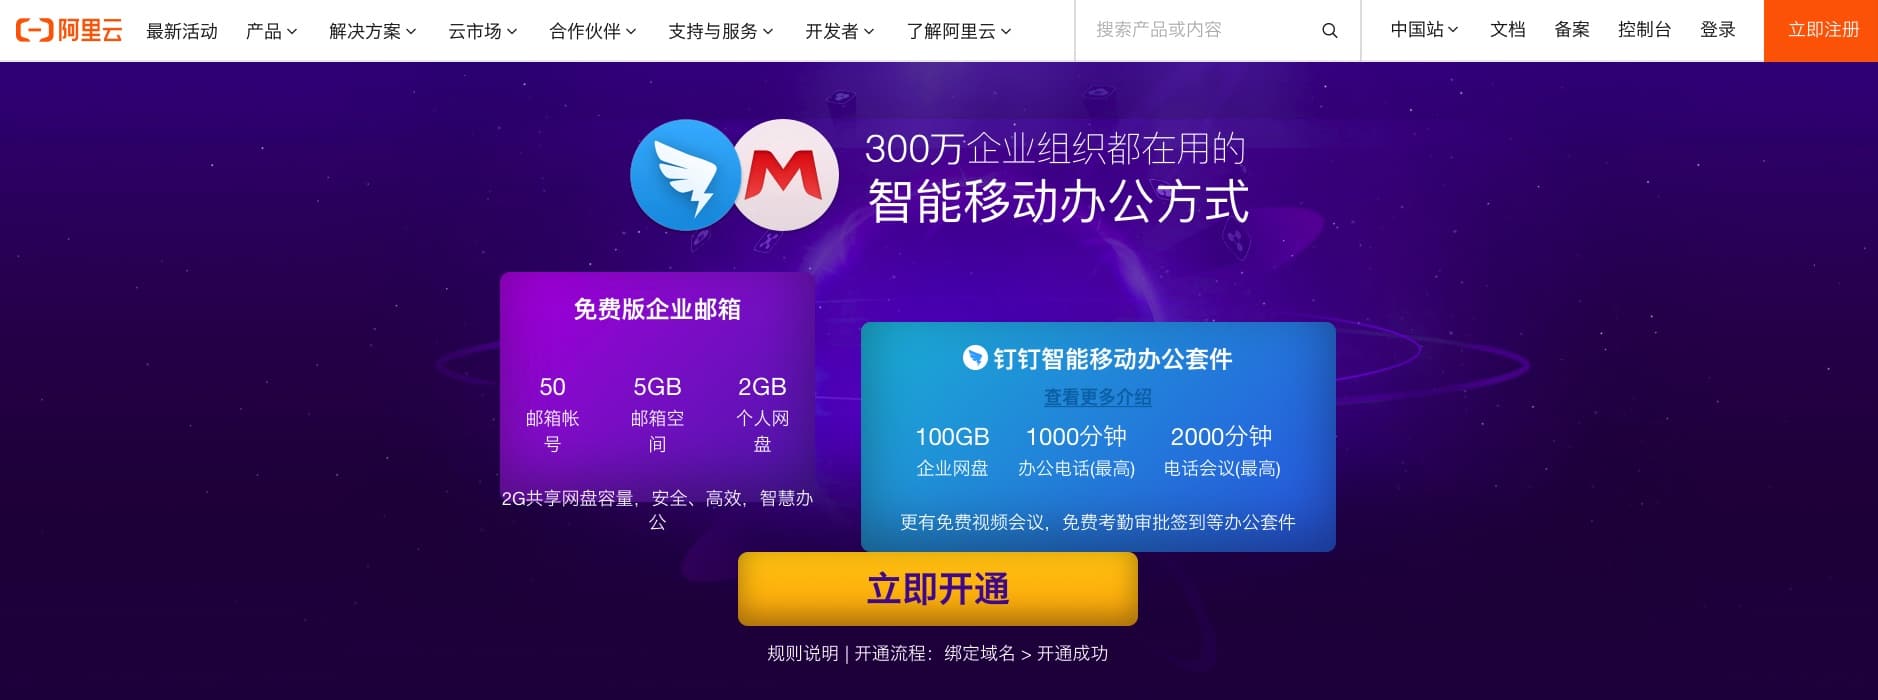 阿里云 最新活动 产品 解决方案 云市场 合作伙伴 支持与服务 开发者 了解阿里云 搜索产品或内容 中国站 文档 备案 控制台 登录 立即注册
300万企业组织都在用的
智能移动办公方式
免费版企业邮箱
50 5GB 2GB
邮箱帐 邮箱空 个人网
号 间 盘
2G共享网盘容量，安全、高效，智慧办
公
钉钉智能移动办公套件
查看更多介绍
100GB 1000分钟 2000分钟
企业网盘 办公电话(最高) 电话会议(最高)
更有免费视频会议，免费考勤审批签到等办公套件
立即开通
规则说明 | 开通流程：绑定域名 > 开通成功